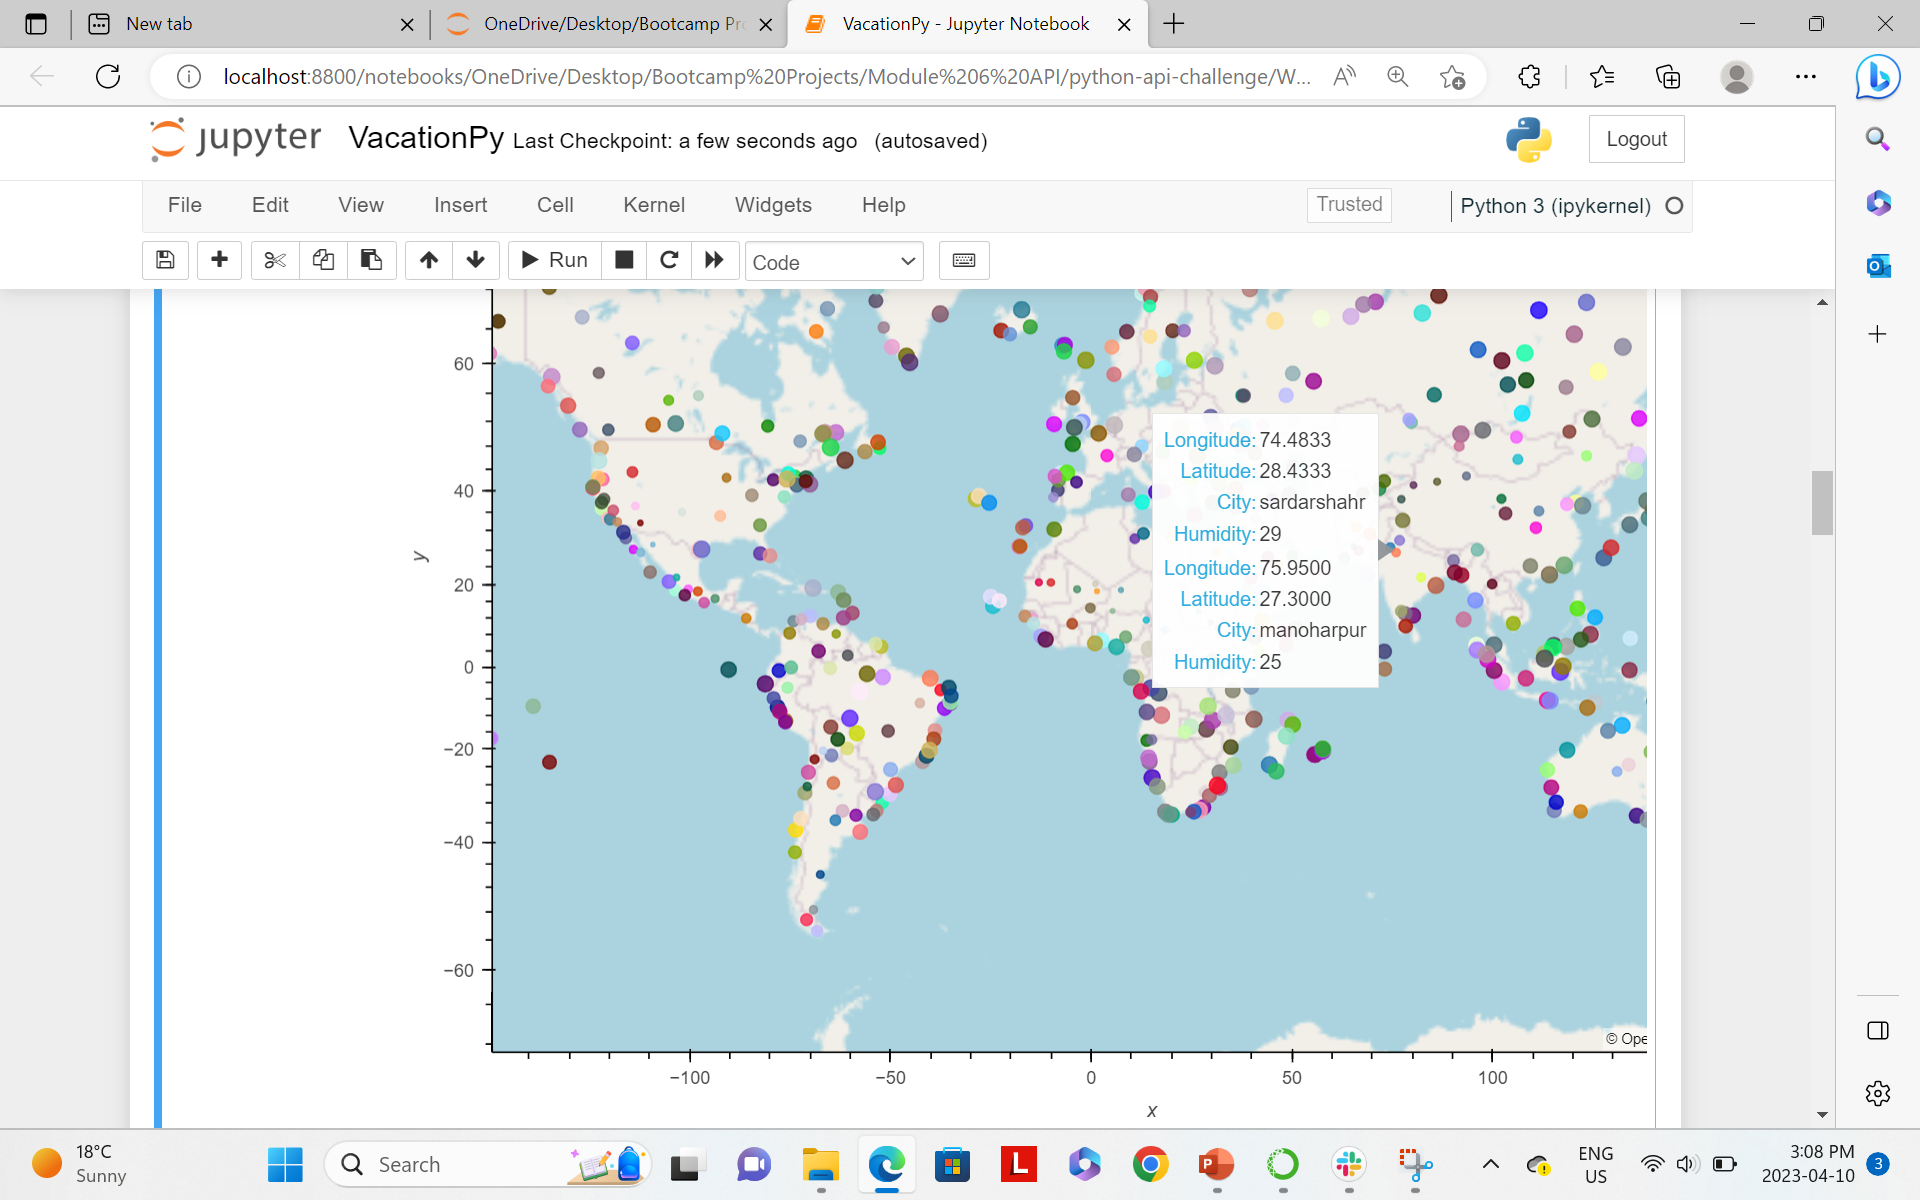 New tab
OneDrive/Desktop/Bootcamp Pr
VacationPy - Jupyter Notebook
localhost:8800/notebooks/OneDrive/Desktop/Bootcamp%20Projects/Module%206%20API/python-api-challenge/W...
jupyter VacationPy Last Checkpoint: a few seconds ago (autosaved)
Logout
File Edit View Insert Cell Kernel Widgets Help
Trusted
Python 3 (ipykernel)
Run
Code
60
40
20
0
−20
−40
−60
y
Longitude: 74.4833
Latitude: 28.4333
City: sardarshahr
Humidity: 29
Longitude: 75.9500
Latitude: 27.3000
City: manoharpur
Humidity: 25
© Ope
−100 −50 0 50 100
x
18°C
Sunny
Search
L
P
ENG
US
3:08 PM
2023-04-10
3